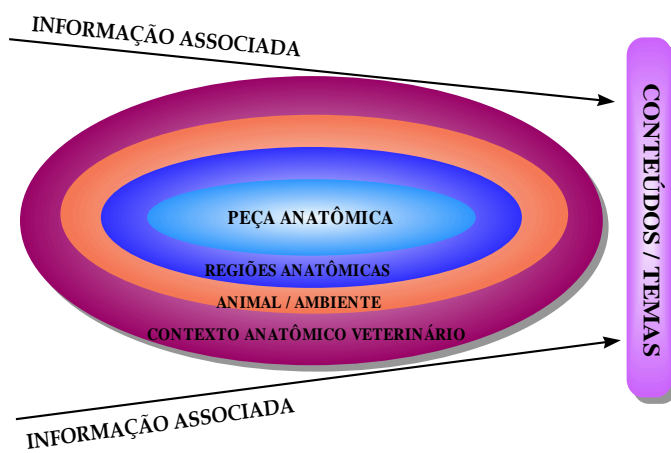 INFORMAÇÃO ASSOCIADA
PEÇA ANATÔMICA
REGIÕES ANATÔMICAS
ANIMAL / AMBIENTE
CONTEXTO ANATÔMICO VETERINÁRIO
INFORMAÇÃO ASSOCIADA
CONTEÚDOS / TEMAS